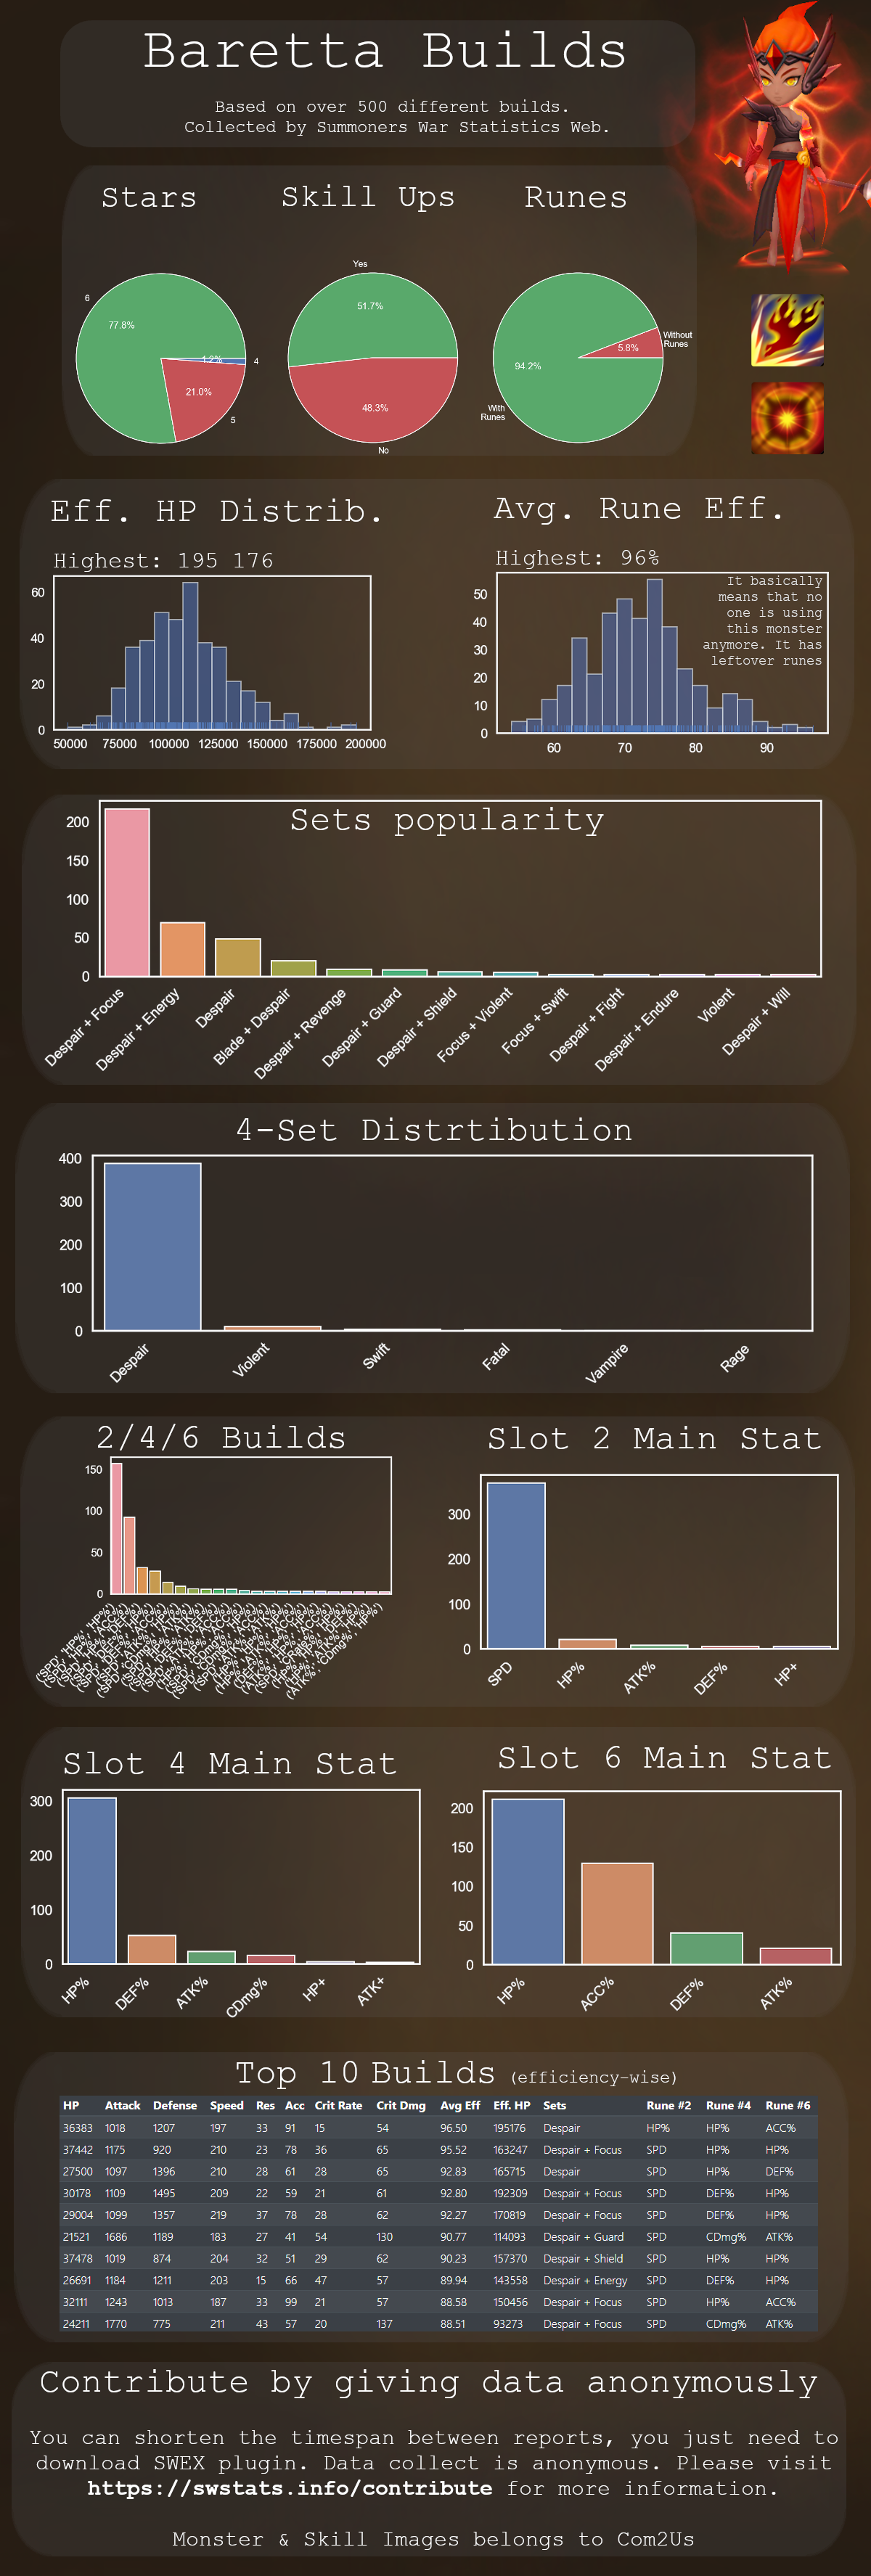 Baretta Builds
Based on over 500 different builds.
Collected by Summoners War Statistics Web.
Stars
Skill Ups
Runes
6
77.8%
1.2%
4
21.0%
5
Yes
51.7%
48.3%
No
Without
Runes
5.8%
94.2%
With
Runes
Eff. HP Distrib.
Highest: 195 176
60
40
20
0
50000 75000 100000 125000 150000 175000 200000
Avg. Rune Eff.
Highest: 96%
It basically
means that no
one is using
this monster
anymore. It has
leftover runes
50
40
30
20
10
0
60 70 80 90
Sets popularity
200
150
100
50
0
Despair + Focus
Despair + Energy
Despair
Blade + Despair
Despair + Revenge
Despair + Guard
Despair + Shield
Focus + Violent
Focus + Swift
Despair + Fight
Despair + Endure
Violent
Despair + Will
4-Set Distrtibution
400
300
200
100
0
Despair
Violent
Swift
Fatal
Vampire
Rage
2/4/6 Builds
150
100
50
0
('ATK%', 'CDmg%', 'HP%')
Slot 2 Main Stat
300
200
100
0
SPD
HP%
ATK%
DEF%
HP+
Slot 4 Main Stat
300
200
100
0
HP%
DEF%
ATK%
CDmg%
HP+
ATK+
Slot 6 Main Stat
200
150
100
50
0
HP%
ACC%
DEF%
ATK%
Top 10 Builds (efficiency-wise)
HP Attack Defense Speed Res Acc Crit Rate Crit Dmg Avg Eff Eff. HP Sets Rune #2 Rune #4 Rune #6
36383 1018 1207 197 33 91 15 54 96.50 195176 Despair HP% HP% ACC%
37442 1175 920 210 23 78 36 65 95.52 163247 Despair + Focus SPD HP% HP%
27500 1097 1396 210 28 61 28 65 92.83 165715 Despair SPD HP% DEF%
30178 1109 1495 209 22 59 21 61 92.80 192309 Despair + Focus SPD DEF% HP%
29004 1099 1357 219 37 78 28 62 92.27 170819 Despair + Focus SPD DEF% HP%
21521 1686 1189 183 27 41 54 130 90.77 114093 Despair + Guard SPD CDmg% ATK%
37478 1019 874 204 32 51 29 62 90.23 157370 Despair + Shield SPD HP% HP%
26691 1184 1211 203 15 66 47 57 89.94 143558 Despair + Energy SPD DEF% HP%
32111 1243 1013 187 33 99 21 57 88.58 150456 Despair + Focus SPD HP% ACC%
24211 1770 775 211 43 57 20 137 88.51 93273 Despair + Focus SPD CDmg% ATK%
Contribute by giving data anonymously
You can shorten the timespan between reports, you just need to
download SWEX plugin. Data collect is anonymous. Please visit
https://swstats.info/contribute for more information.
Monster & Skill Images belongs to Com2Us